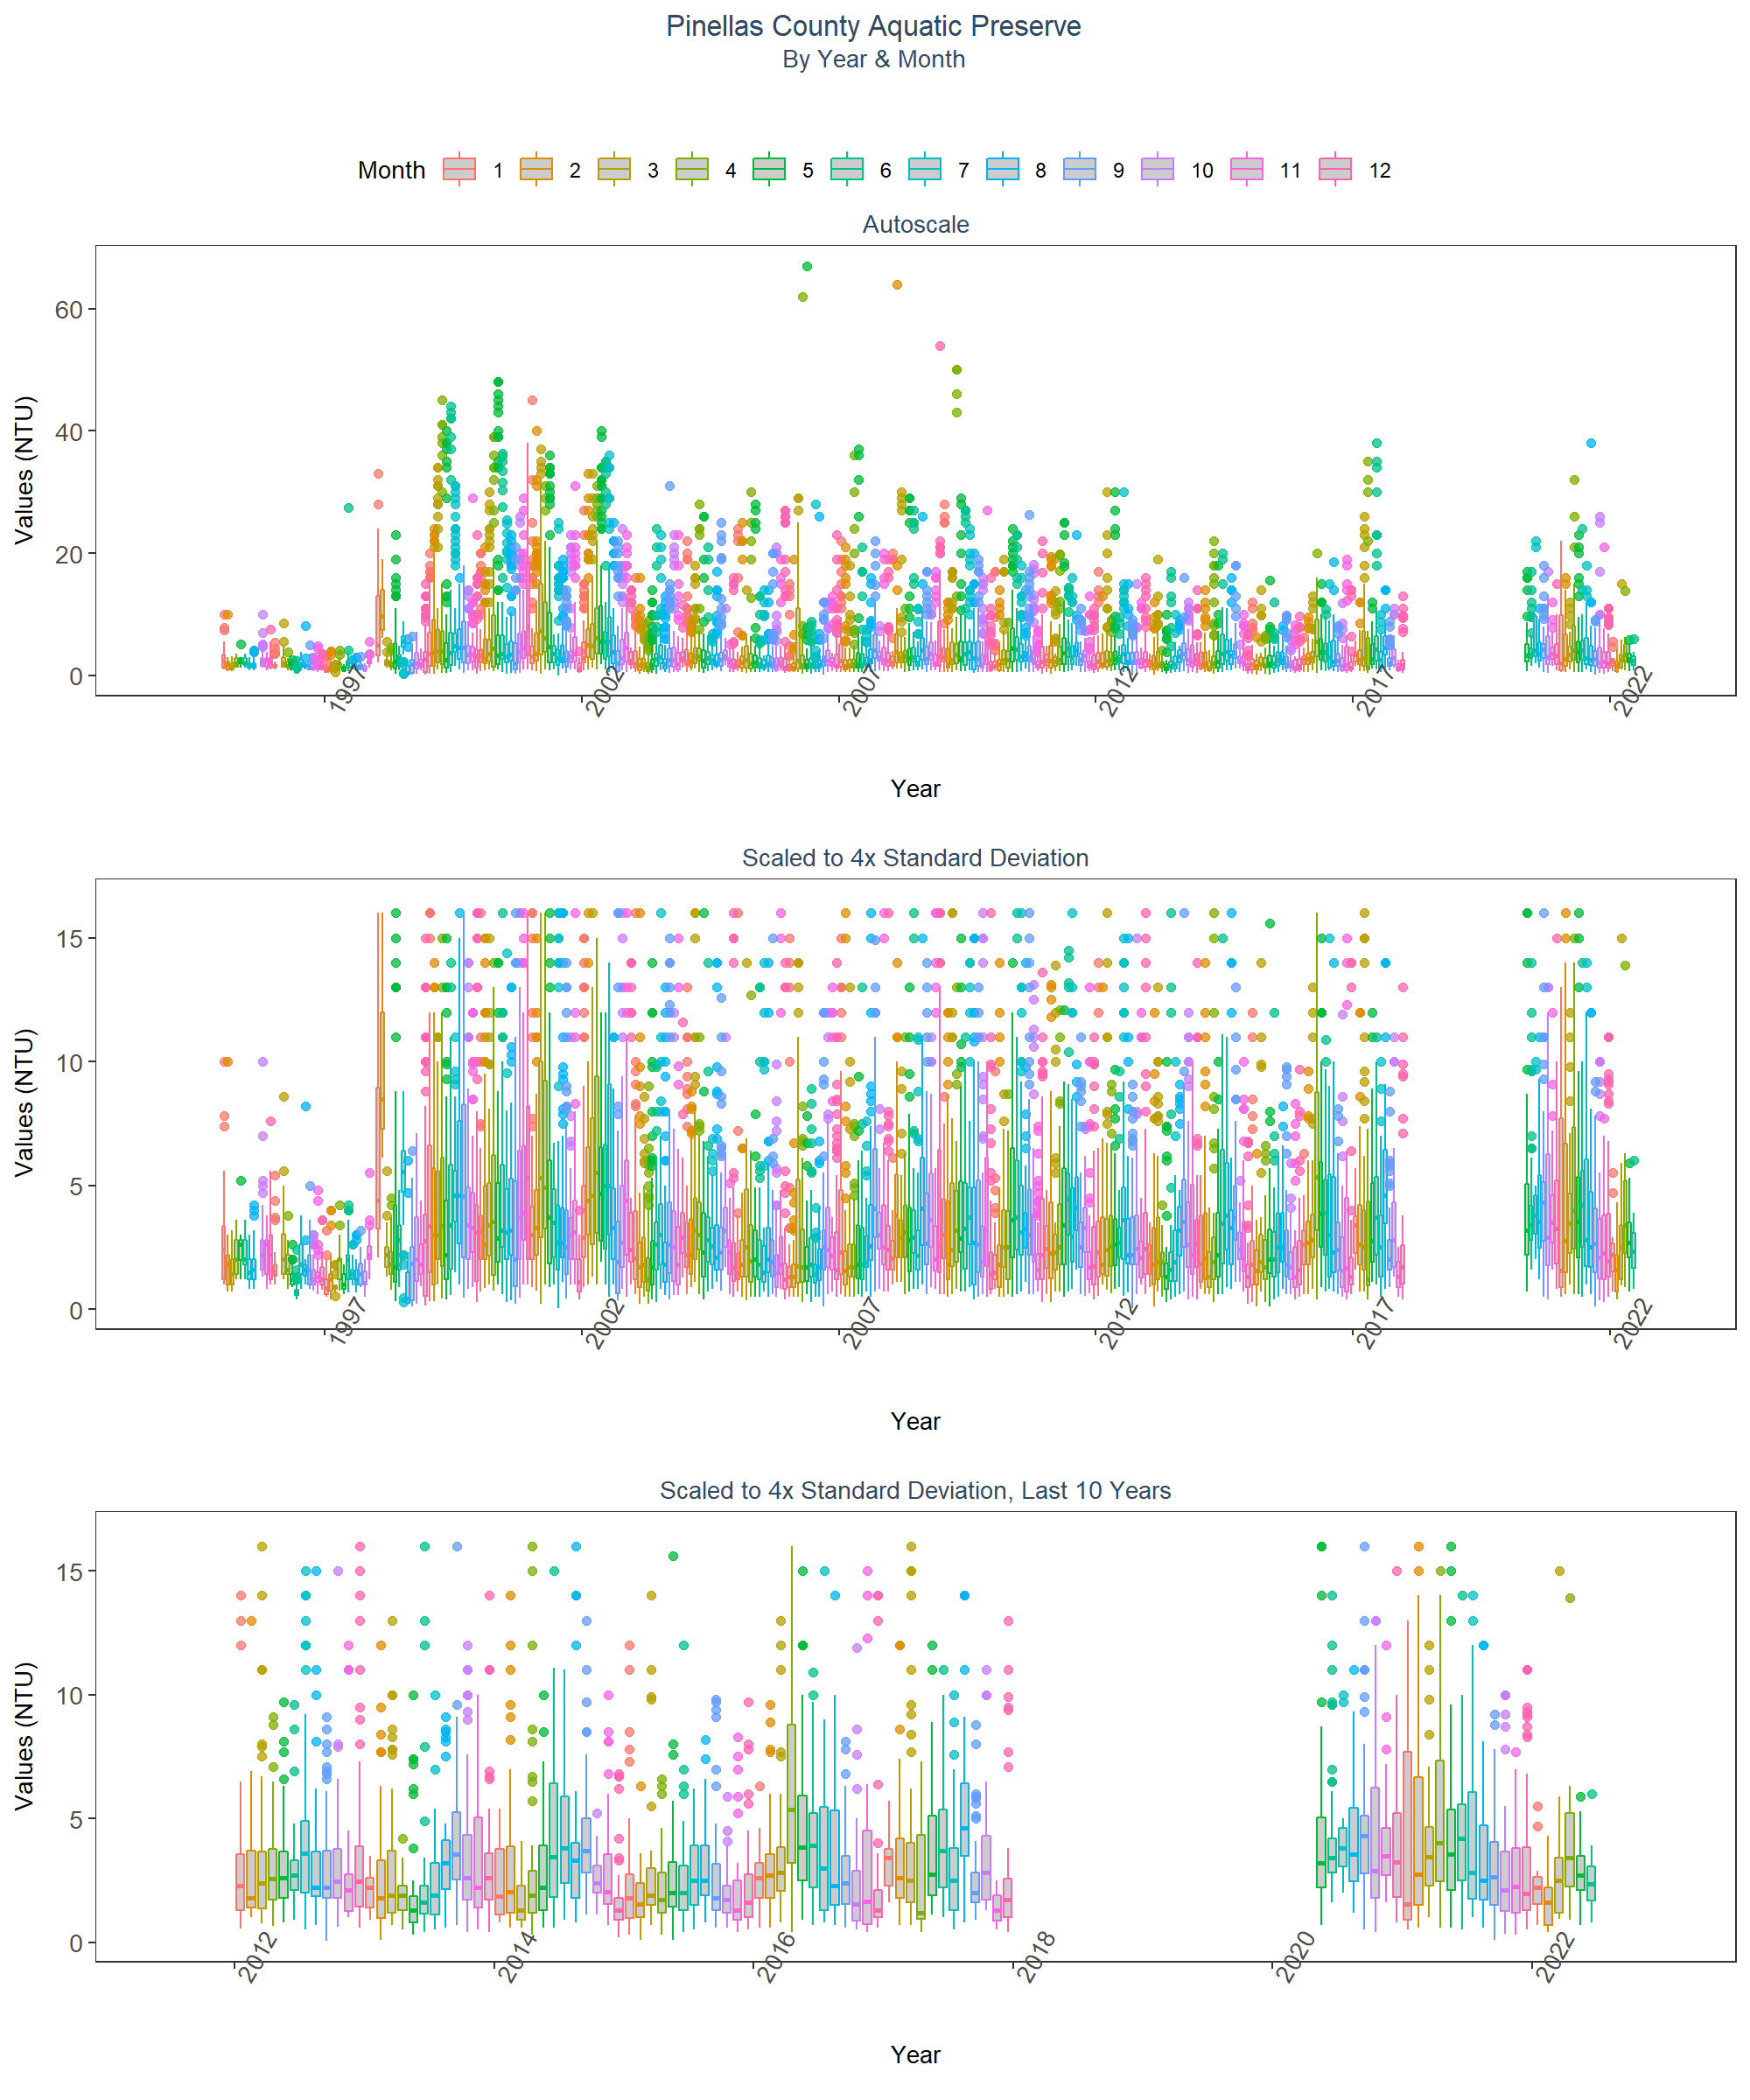 Pinellas County Aquatic Preserve
By Year & Month
Month 1 2 3 4 5 6 7 8 9 10 11 12
Autoscale
Values (NTU)
60
40
20
0
1997 2002 2007 2012 2017 2022
Year
Scaled to 4x Standard Deviation
Values (NTU)
15
10
5
0
1997 2002 2007 2012 2017 2022
Year
Scaled to 4x Standard Deviation, Last 10 Years
Values (NTU)
15
10
5
0
2012 2014 2016 2018 2020 2022
Year